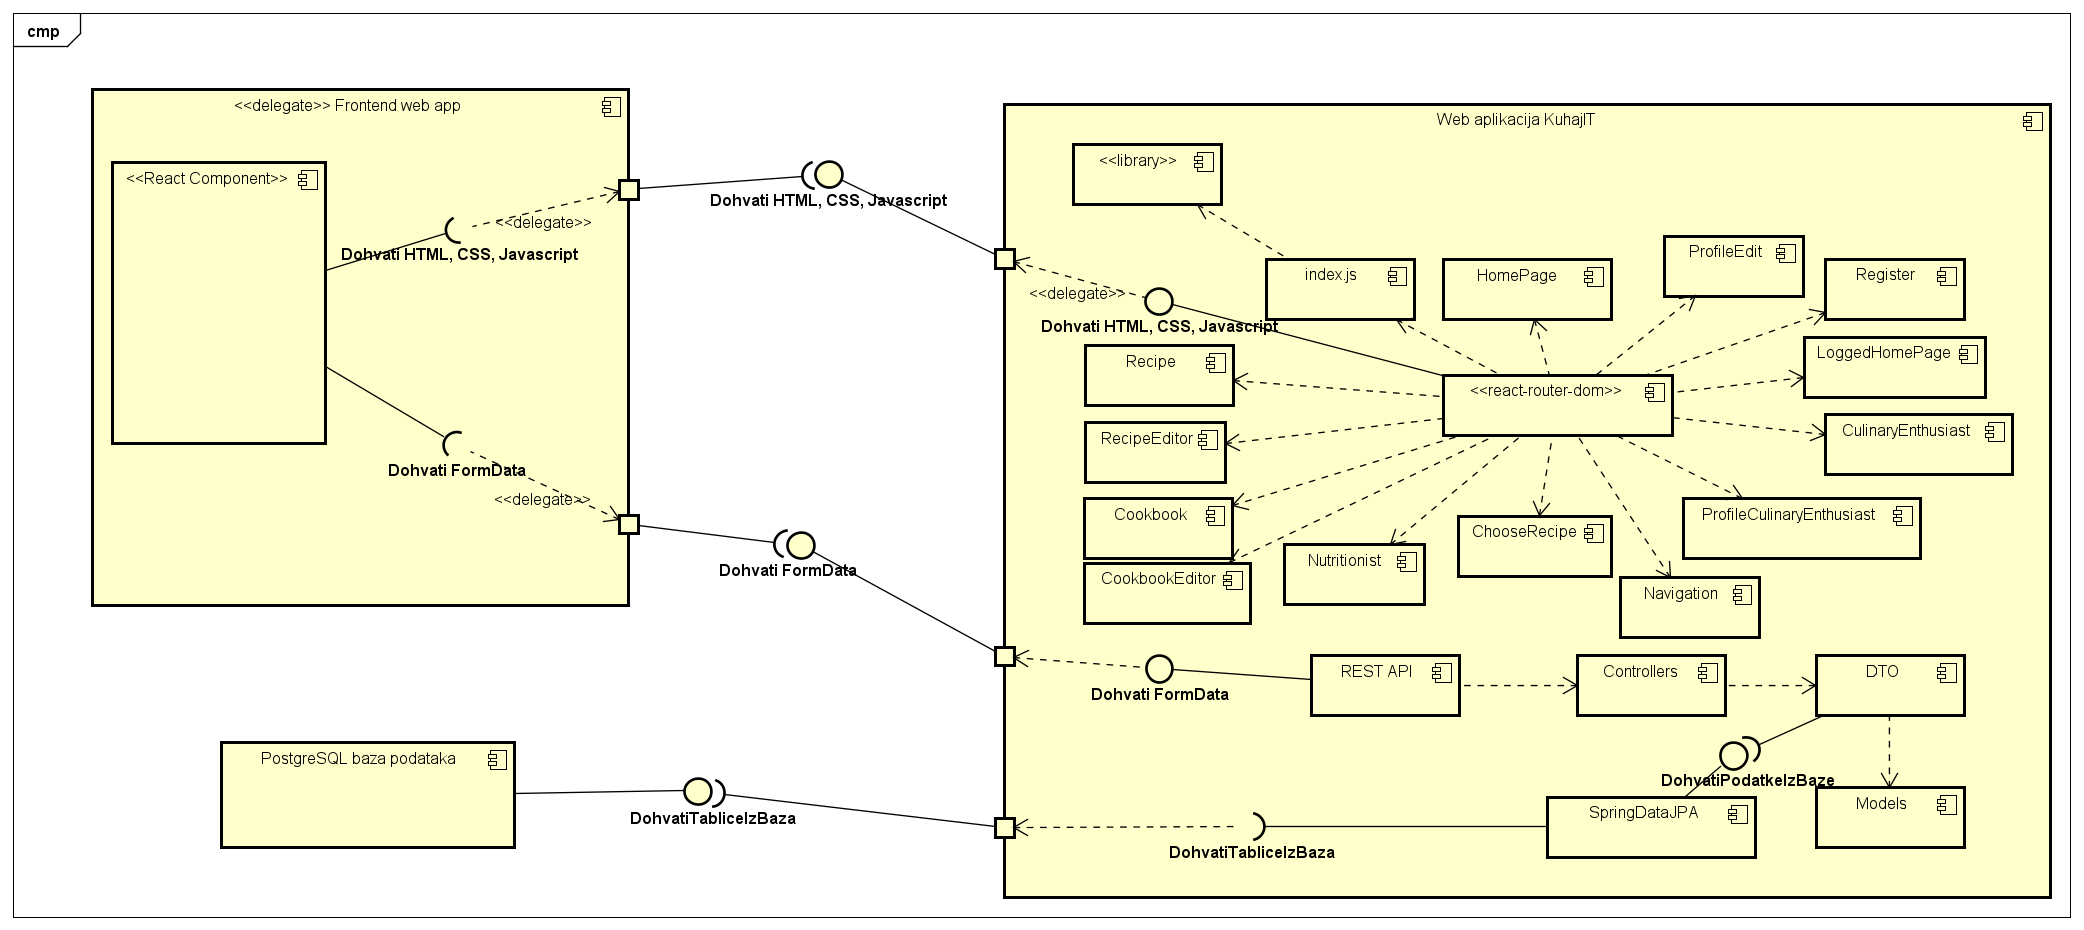 cmp
<<delegate>> Frontend web app
<<React Component>>
<<delegate>>
Dohvati HTML, CSS, Javascript
Dohvati FormData
<<delegate>>
Dohvati HTML, CSS, Javascript
Dohvati FormData
PostgreSQL baza podataka
DohvatiTabliceIzBaza
Web aplikacija KuhajIT
<<library>>
index.js
HomePage
ProfileEdit
Register
<<delegate>>
Dohvati HTML, CSS, Javascript
Recipe
<<react-router-dom>>
LoggedHomePage
RecipeEditor
CulinaryEnthusiast
Cookbook
ChooseRecipe
ProfileCulinaryEnthusiast
CookbookEditor
Nutritionist
Navigation
Dohvati FormData
REST API
Controllers
DTO
DohvatiPodatkeIzBaze
SpringDataJPA
Models
DohvatiTabliceIzBaza